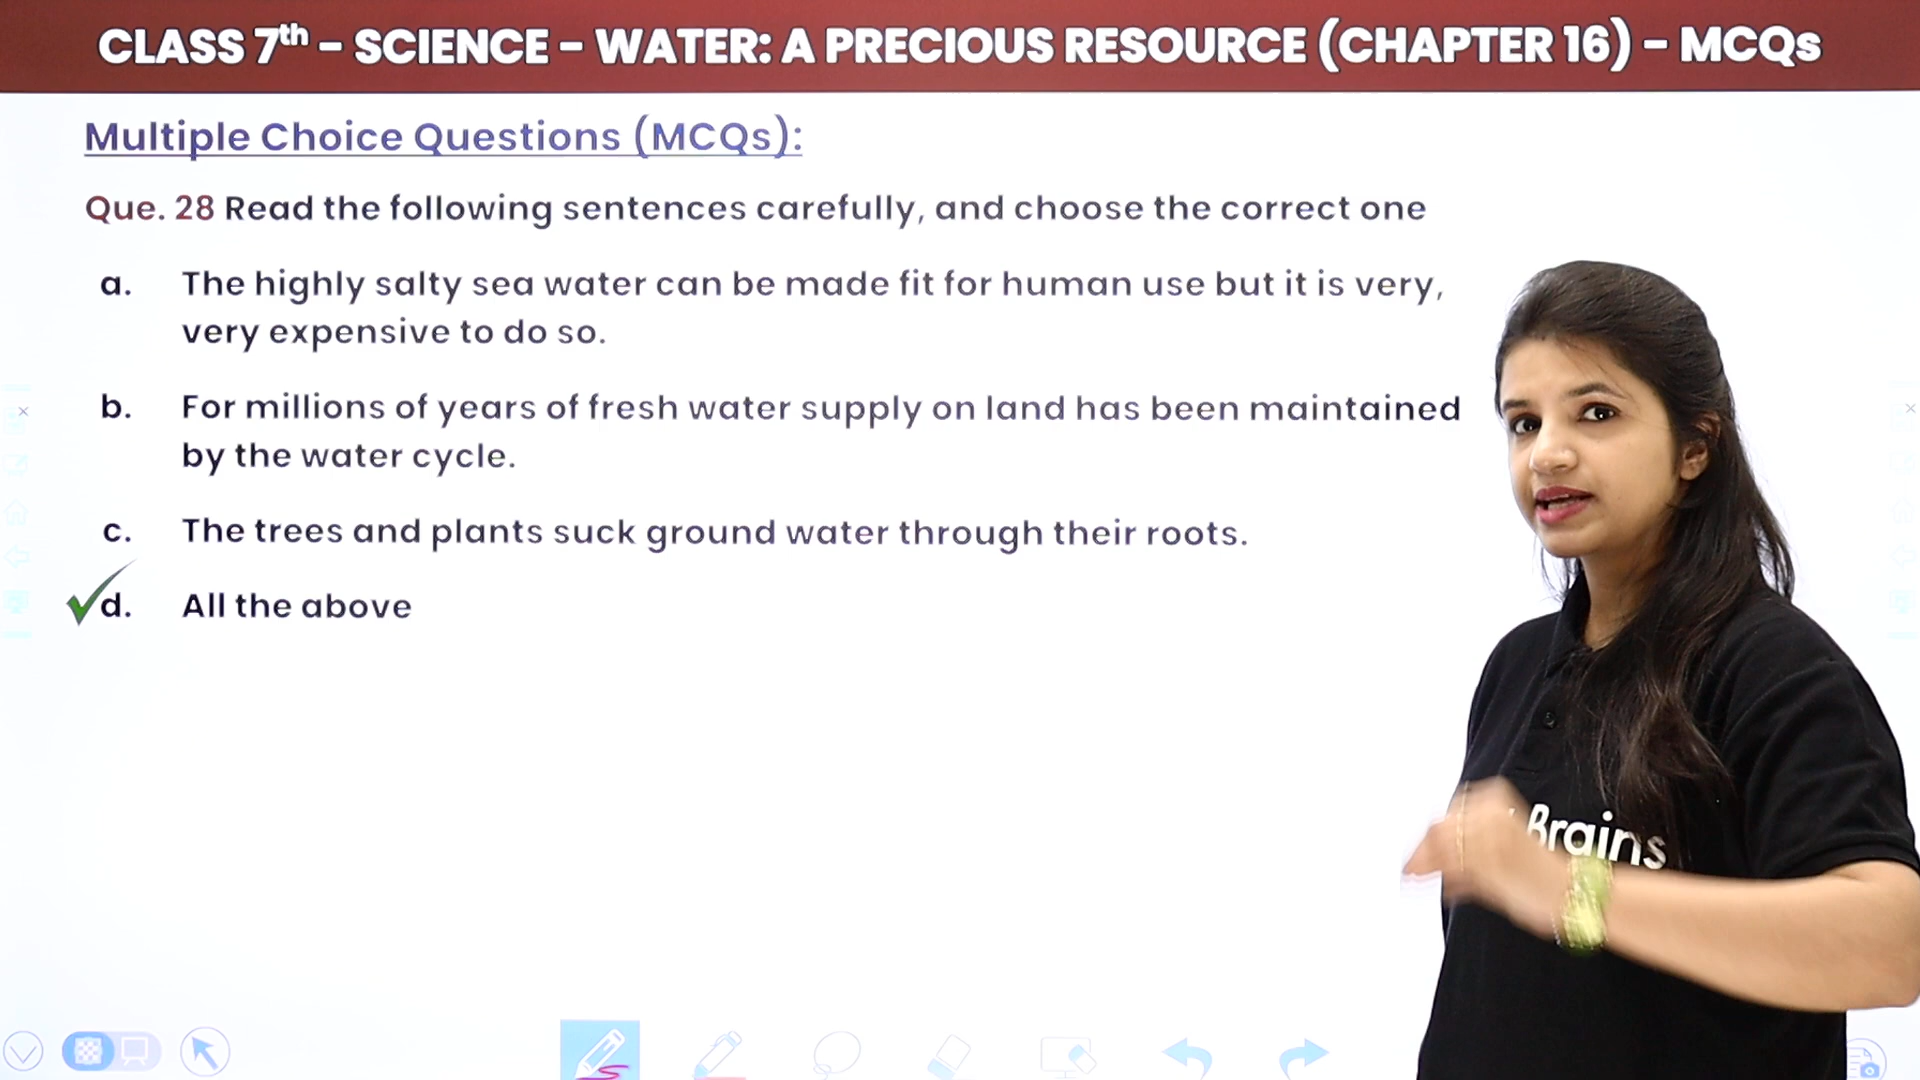 CLASS 7th – SCIENCE – WATER: A PRECIOUS RESOURCE (CHAPTER 16) – MCQs
Multiple Choice Questions (MCQs):
Que. 28 Read the following sentences carefully, and choose the correct one
a. The highly salty sea water can be made fit for human use but it is very,
very expensive to do so.
b. For millions of years of fresh water supply on land has been maintained
by the water cycle.
c. The trees and plants suck ground water through their roots.
d. All the above
Brains